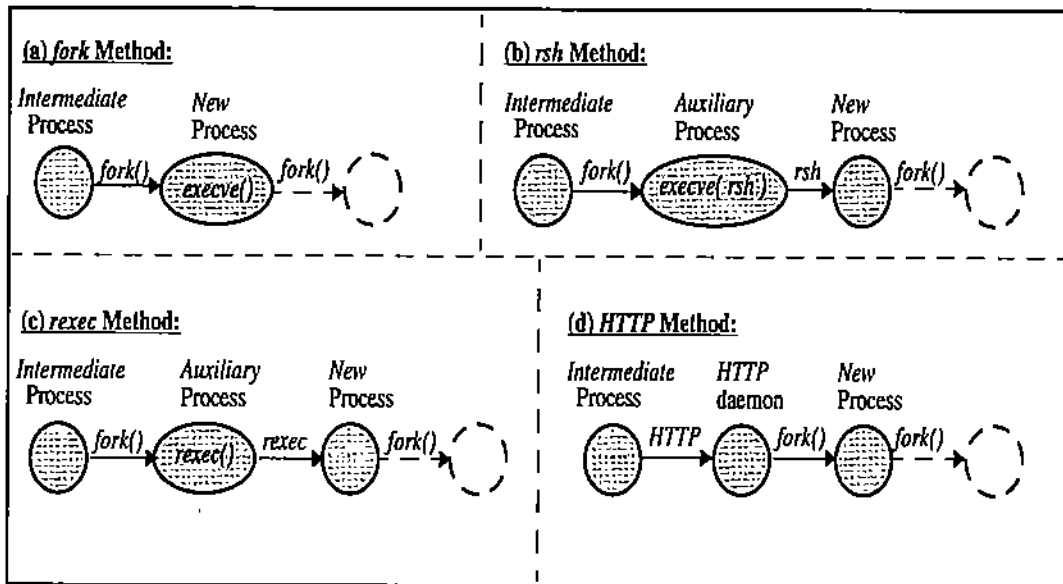 (a) fork Method:
Intermediate
Process
New
Process
fork()
execve()
fork()
(b) rsh Method:
Intermediate
Process
Auxiliary
Process
New
Process
fork()
execve('rsh')
rsh
fork()
(c) rexec Method:
Intermediate
Process
Auxiliary
Process
New
Process
fork()
rexec()
rexec
fork()
(d) HTTP Method:
Intermediate
Process
HTTP
daemon
New
Process
HTTP
fork()
fork()